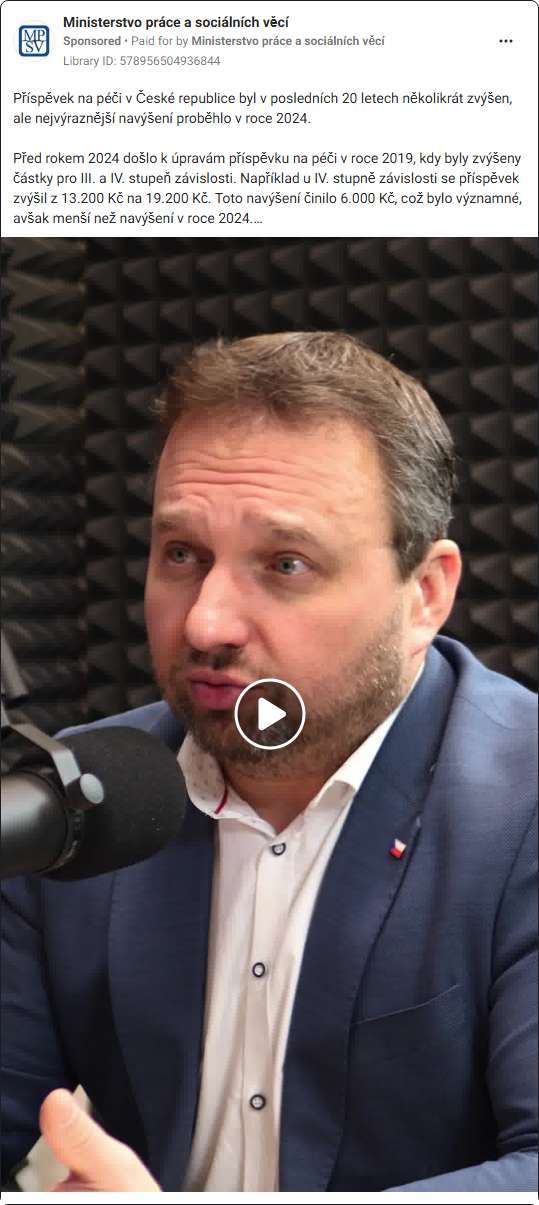 MP
SV
Ministerstvo práce a sociálních věcí
Sponsored • Paid for by Ministerstvo práce a sociálních věcí
Library ID: 578956504936844
Příspěvek na péči v České republice byl v posledních 20 letech několikrát zvýšen,
ale nejvýraznější navýšení proběhlo v roce 2024.
Před rokem 2024 došlo k úpravám příspěvku na péči v roce 2019, kdy byly zvýšeny
částky pro III. a IV. stupeň závislosti. Například u IV. stupně závislosti se příspěvek
zvýšil z 13.200 Kč na 19.200 Kč. Toto navýšení činilo 6.000 Kč, což bylo významné,
avšak menší než navýšení v roce 2024....